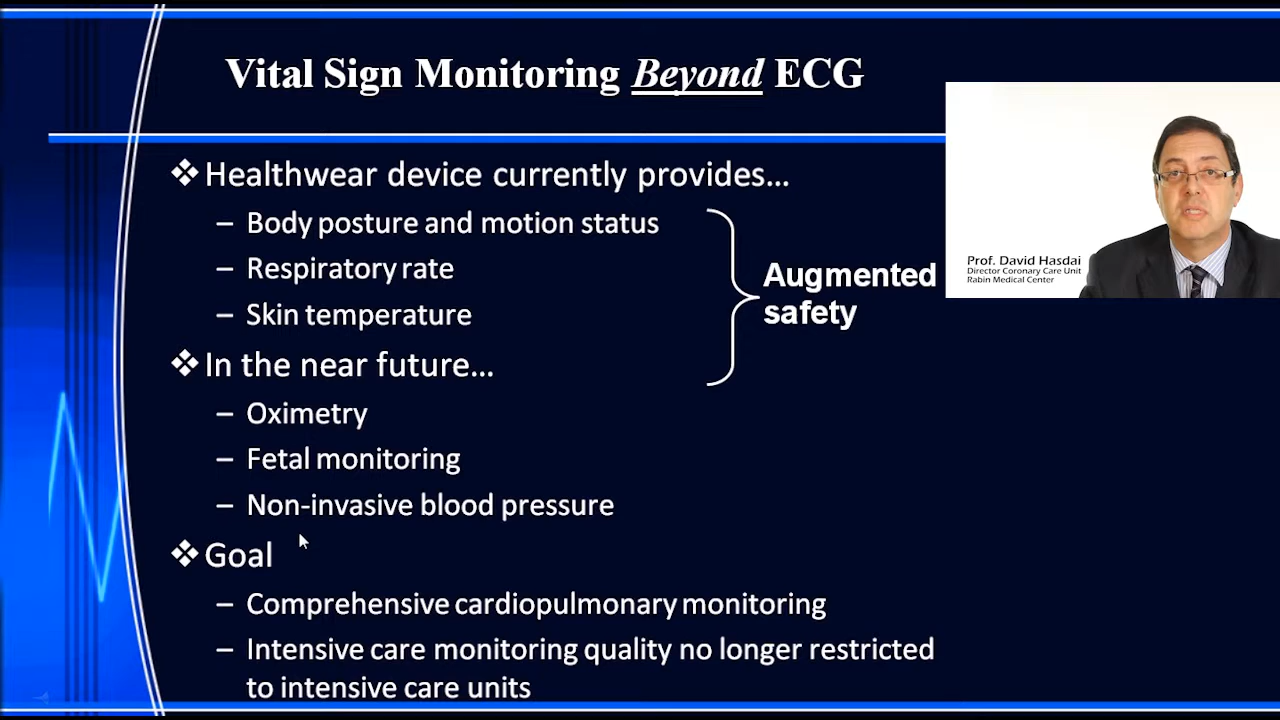 Vital Sign Monitoring Beyond ECG
❖ Healthwear device currently provides...
– Body posture and motion status
– Respiratory rate
– Skin temperature
Augmented
safety
❖ In the near future...
– Oximetry
– Fetal monitoring
– Non-invasive blood pressure
❖ Goal
– Comprehensive cardiopulmonary monitoring
– Intensive care monitoring quality no longer restricted
to intensive care units
Prof. David Hasdai
Director Coronary Care Unit
Rabin Medical Center